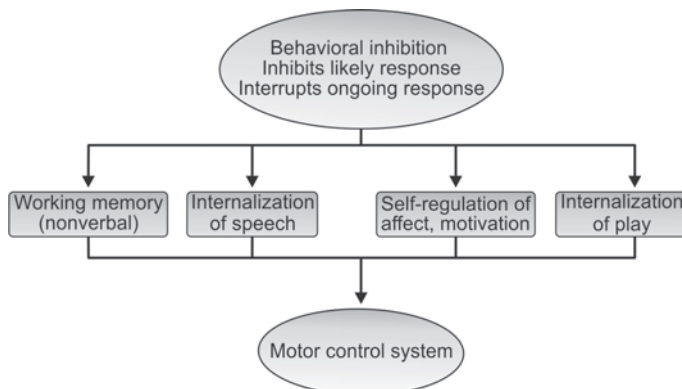 Behavioral inhibition
Inhibits likely response
Interrupts ongoing response
Working memory
(nonverbal)
Internalization
of speech
Self-regulation of
affect, motivation
Internalization
of play
Motor control system